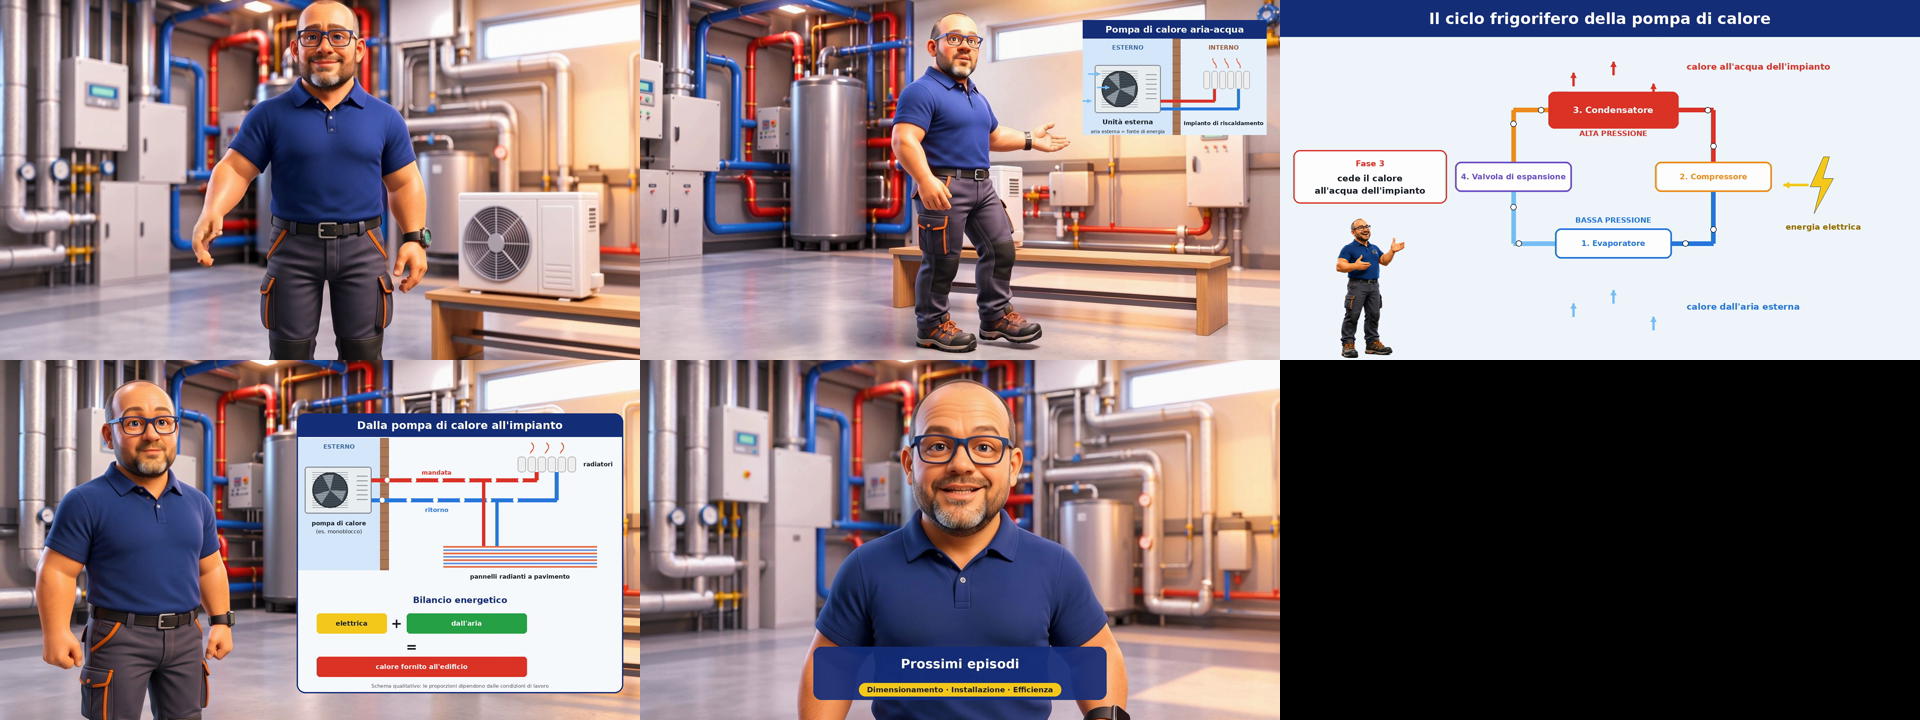 Pompa di calore aria-acqua
ESTERNO
INTERNO
Unità esterna
aria esterna = fonte di energia
Impianto di riscaldamento
Il ciclo frigorifero della pompa di calore
calore all'acqua dell'impianto
3. Condensatore
ALTA PRESSIONE
Fase 3
cede il calore
all'acqua dell'impianto
4. Valvola di espansione
2. Compressore
BASSA PRESSIONE
energia elettrica
1. Evaporatore
calore dall'aria esterna
Dalla pompa di calore all'impianto
ESTERNO
radiatori
mandata
ritorno
pompa di calore
(es. monoblocco)
pannelli radianti a pavimento
Bilancio energetico
elettrica
+
dall'aria
=
calore fornito all'edificio
Schema qualitativo: le proporzioni dipendono dalle condizioni di lavoro
Prossimi episodi
Dimensionamento · Installazione · Efficienza